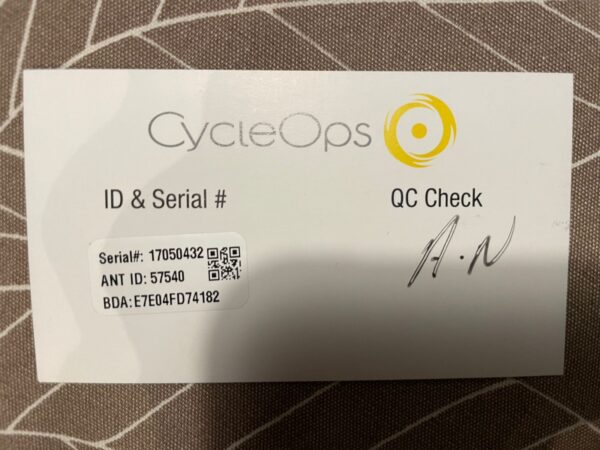 CycleOps
ID & Serial #
QC Check
Serial#: 17050432
ANT ID: 57540
BDA: E7E04FD74182
A.N